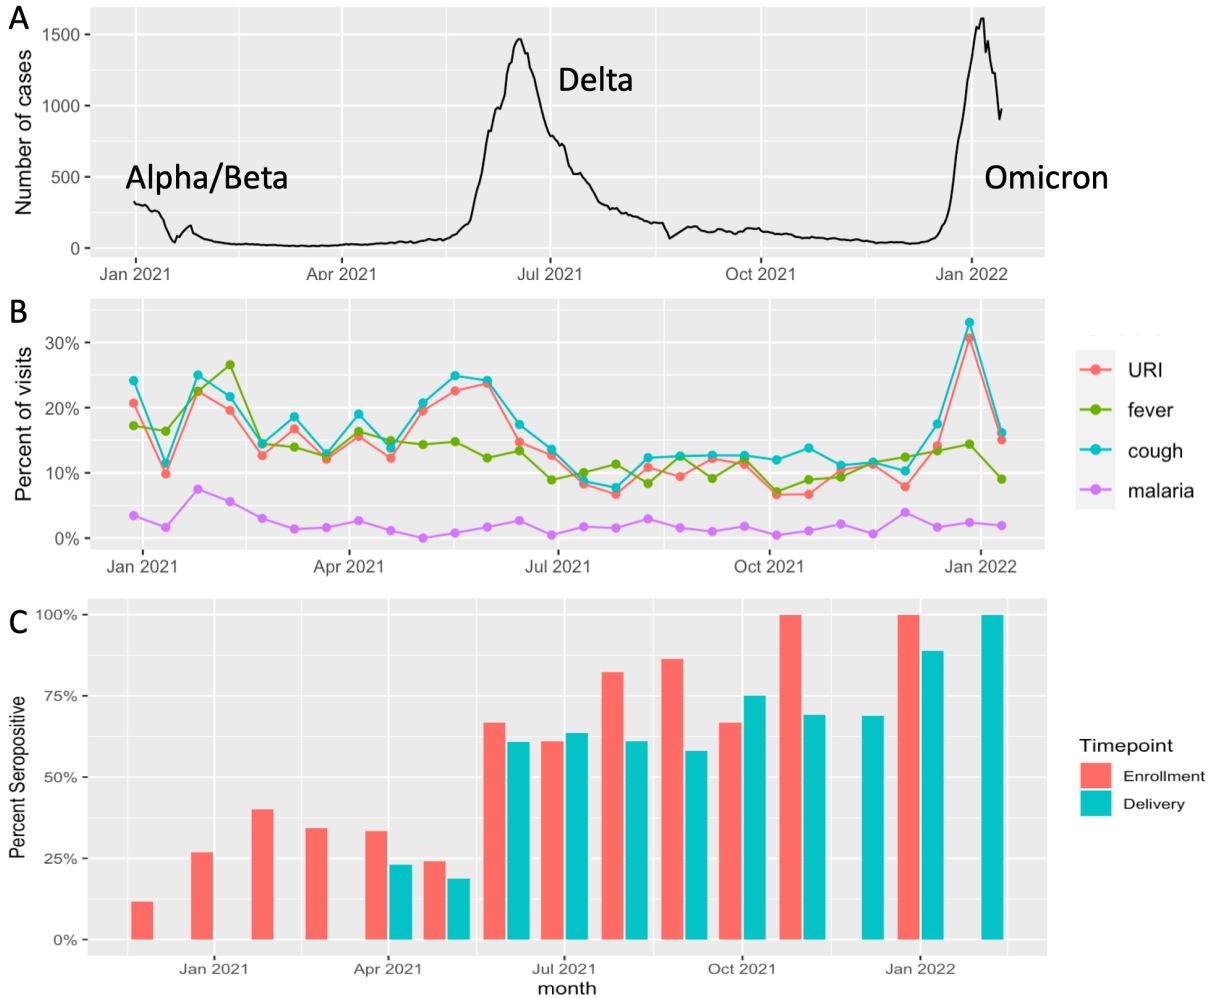 A
Number of cases
1500
1000
500
0
Alpha/Beta
Delta
Omicron
Jan 2021
Apr 2021
Jul 2021
Oct 2021
Jan 2022
B
Percent of visits
30%
20%
10%
0%
Jan 2021
Apr 2021
Jul 2021
Oct 2021
Jan 2022
URI
fever
cough
malaria
C
Percent Seropositive
100%
75%
50%
25%
0%
Jan 2021
Apr 2021
Jul 2021
Oct 2021
Jan 2022
month
Timepoint
Enrollment
Delivery